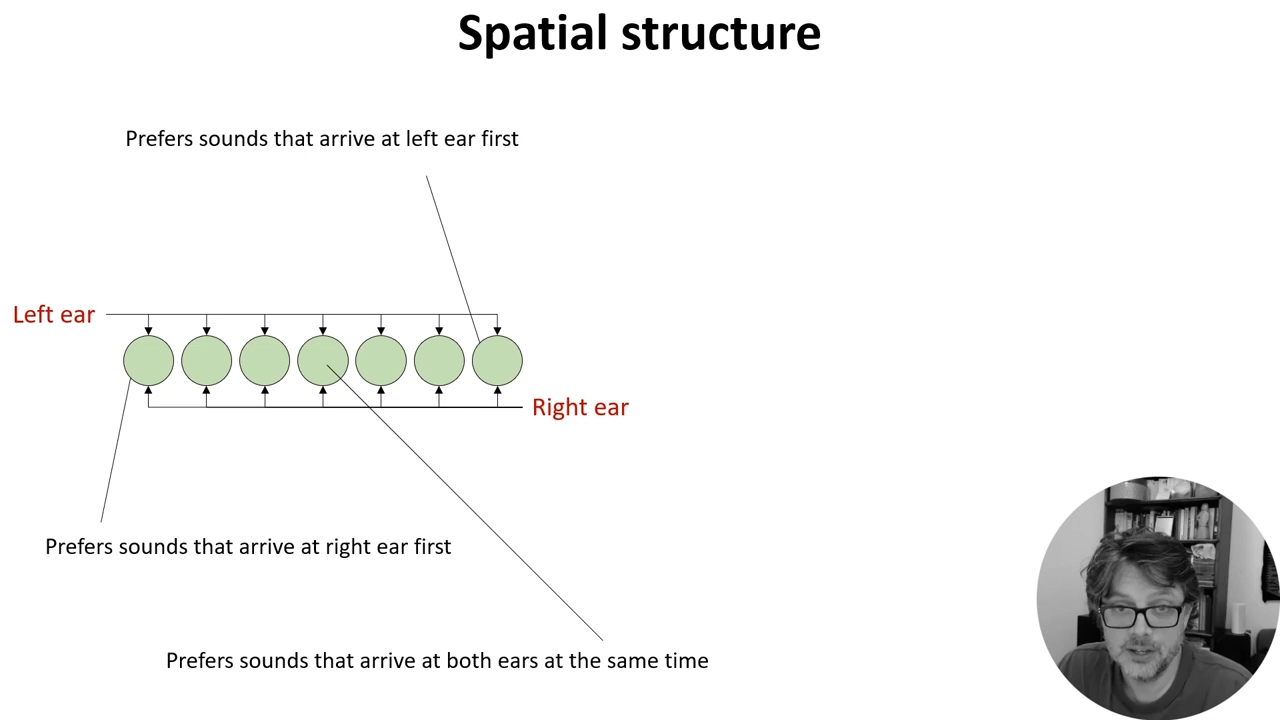 Spatial structure
Prefers sounds that arrive at left ear first
Left ear
Right ear
Prefers sounds that arrive at right ear first
Prefers sounds that arrive at both ears at the same time